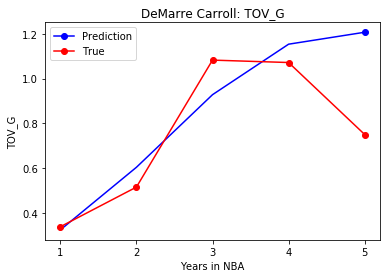 DeMarre Carroll: TOV_G
Prediction
True
1.2
1.0
0.8
0.6
0.4
TOV_G
1
2
3
4
5
Years in NBA